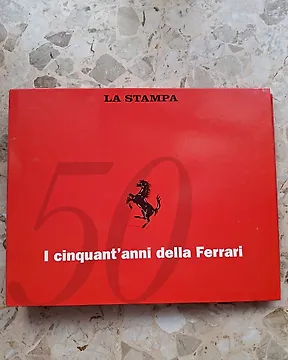 LA STAMPA
50
I cinquant'anni della Ferrari